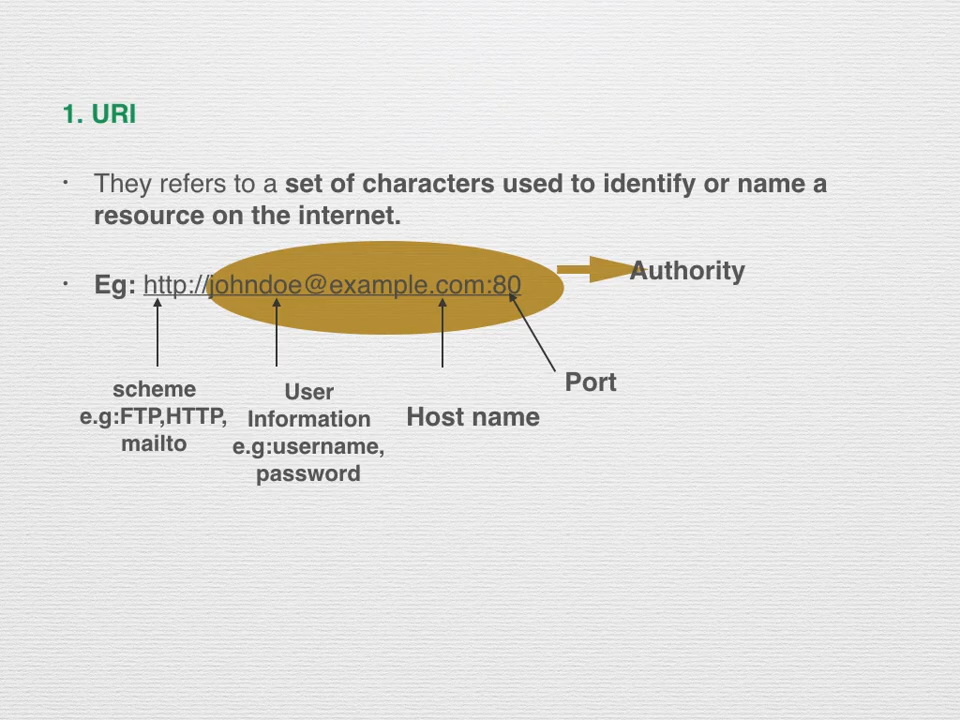 1. URI
• They refers to a set of characters used to identify or name a
resource on the internet.
• Eg: http://johndoe@example.com:80
Authority
scheme
e.g:FTP,HTTP,
mailto
User
Information
e.g:username,
password
Host name
Port